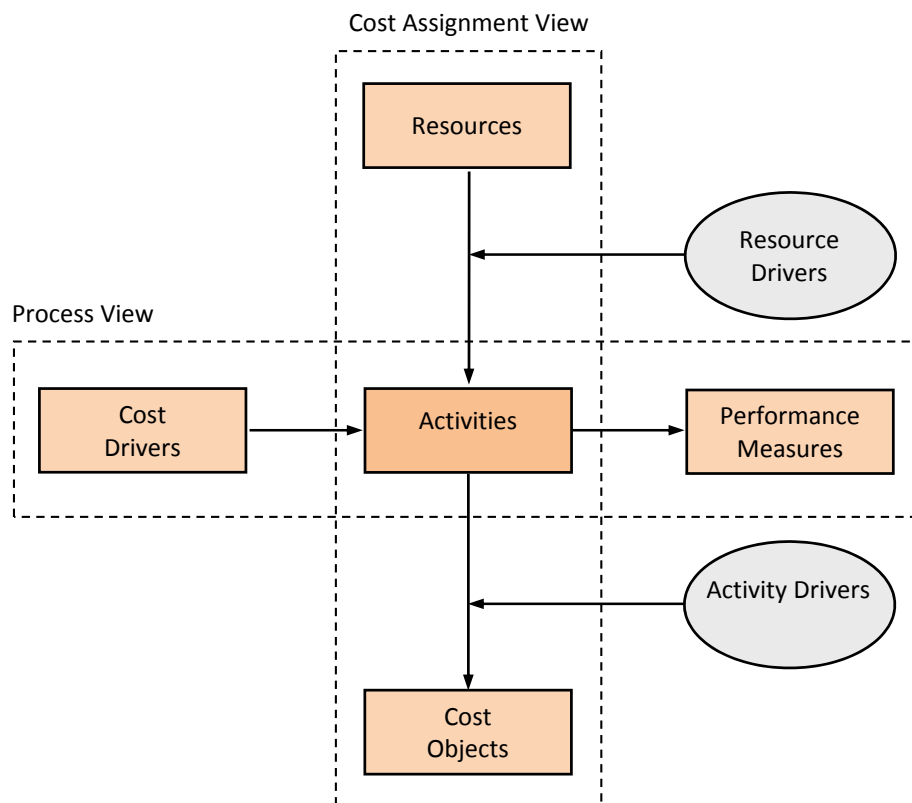 Cost Assignment View
Resources
Resource
Drivers
Process View
Cost
Drivers
Activities
Performance
Measures
Activity Drivers
Cost
Objects